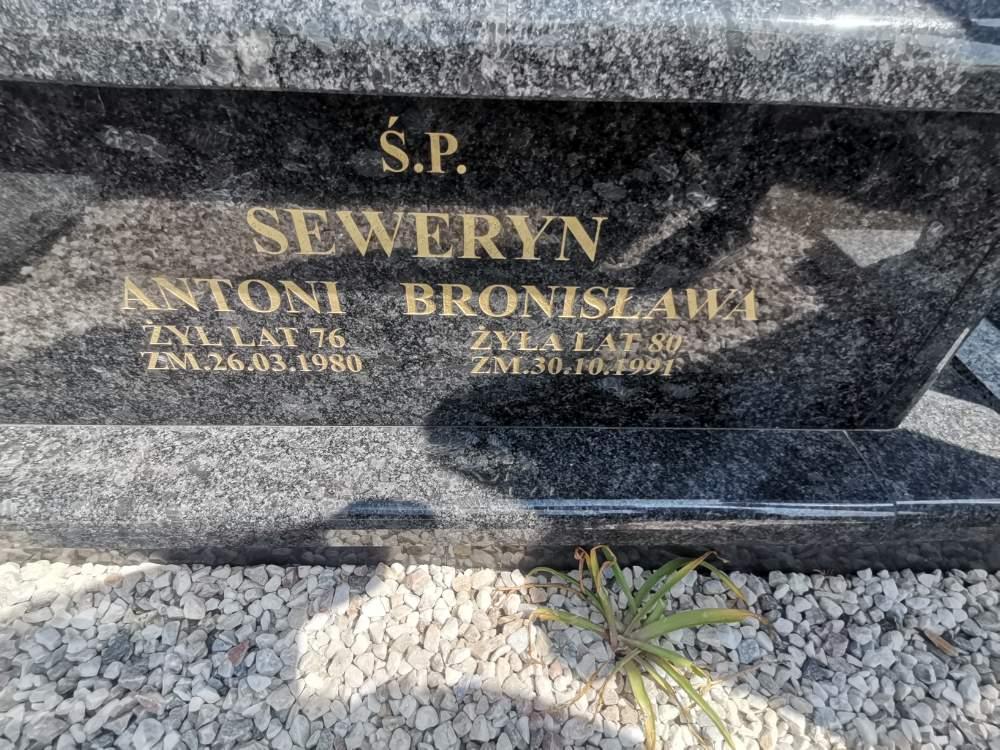 Ś.P.
SEWERYN
ANTONI BRONISŁAWA
ŻYŁ LAT 76 ŻYŁA LAT 80
ZM.26.03.1980 ZM.30.10.1991